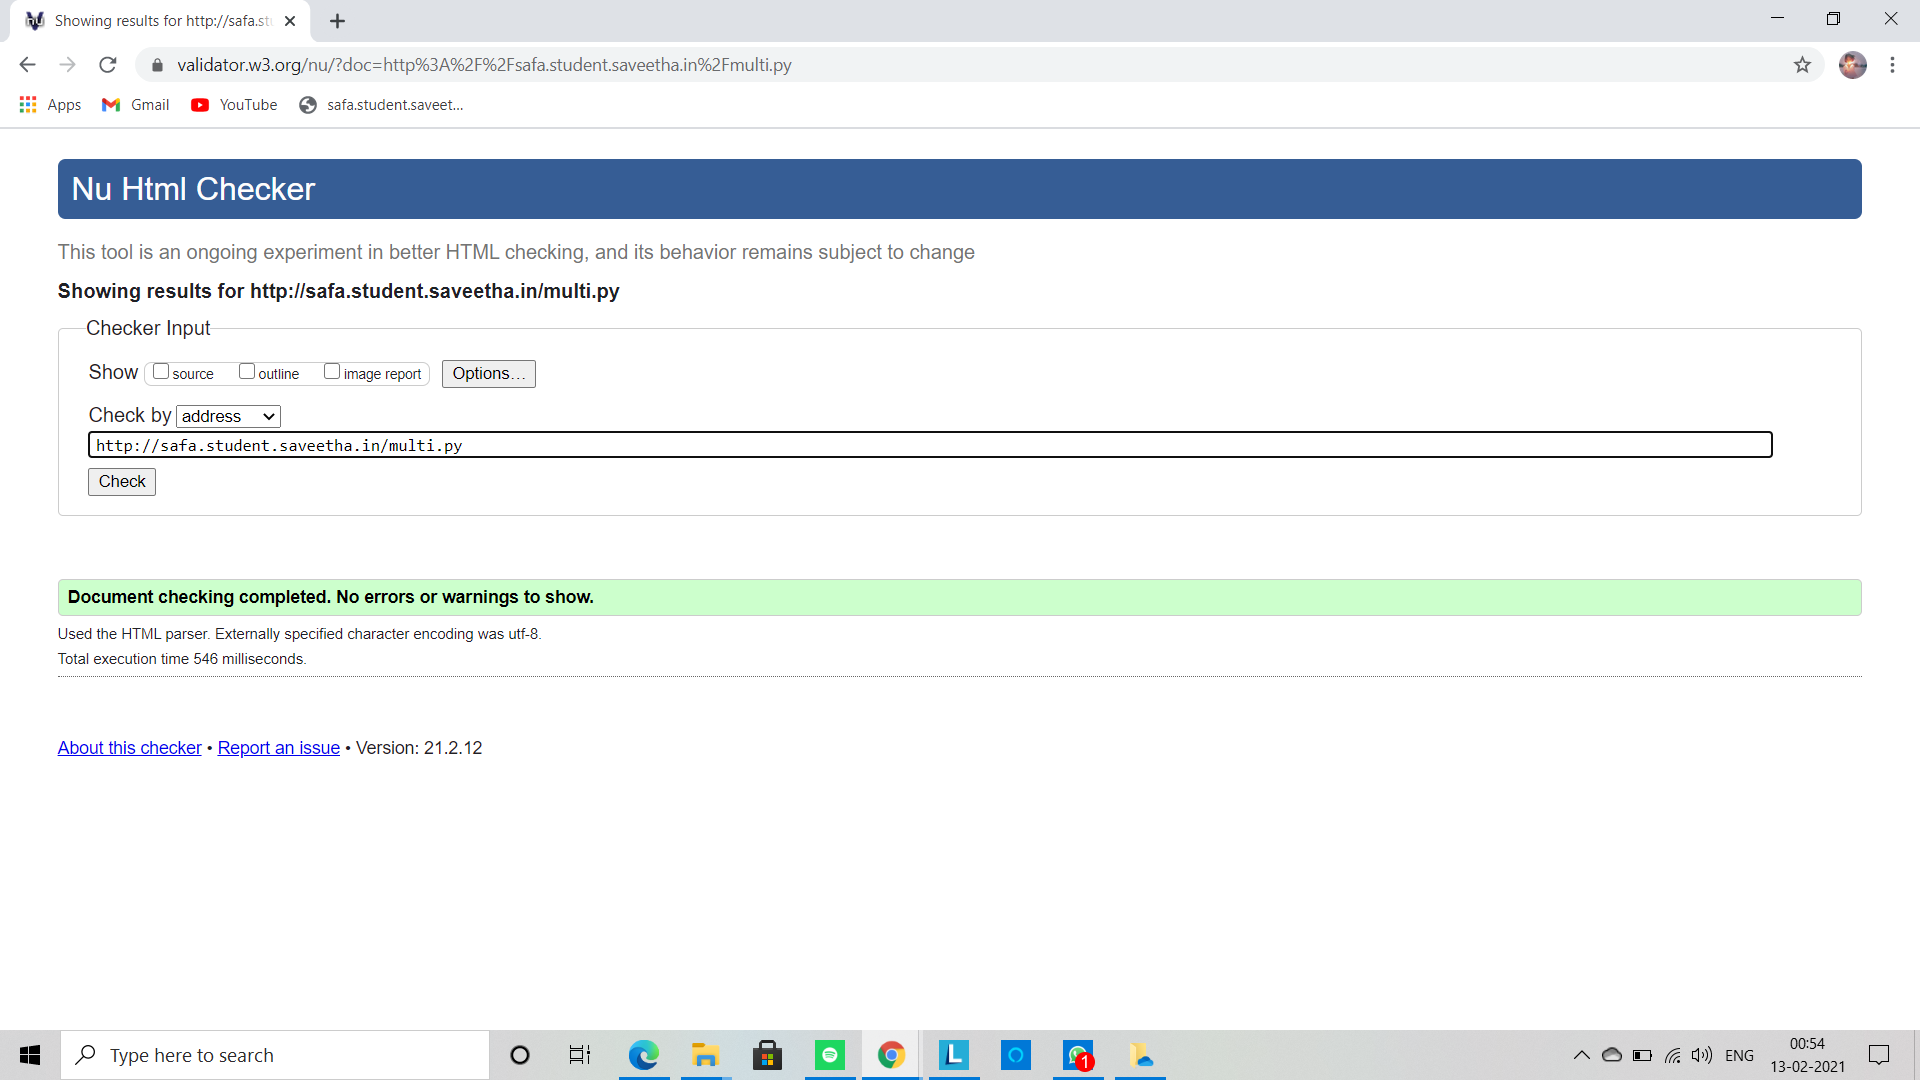 Showing results for http://safa.st
validator.w3.org/nu/?doc=http%3A%2F%2Fsafa.student.saveetha.in%2Fmulti.py
Apps Gmail YouTube safa.student.saveet...
Nu Html Checker
This tool is an ongoing experiment in better HTML checking, and its behavior remains subject to change
Showing results for http://safa.student.saveetha.in/multi.py
Checker Input
Show source outline image report Options...
Check by address
http://safa.student.saveetha.in/multi.py
Check
Document checking completed. No errors or warnings to show.
Used the HTML parser. Externally specified character encoding was utf-8.
Total execution time 546 milliseconds.
About this checker • Report an issue • Version: 21.2.12
Type here to search
L
1
ENG
00:54
13-02-2021